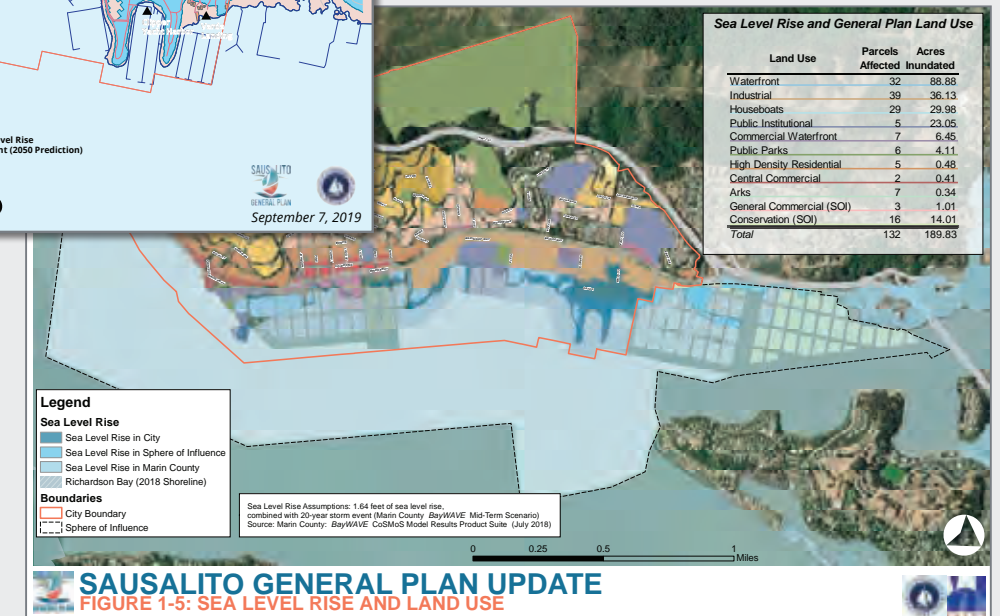 vel Rise
nt (2050 Prediction)
SAUSALITO
GENERAL PLAN
September 7, 2019
Sea Level Rise and General Plan Land Use
Land Use Parcels Affected Acres Inundated
Waterfront 32 88.88
Industrial 39 36.13
Houseboats 29 29.98
Public Institutional 5 23.05
Commercial Waterfront 7 6.45
Public Parks 6 4.11
High Density Residential 5 0.48
Central Commercial 2 0.41
Arks 7 0.34
General Commercial (SOI) 3 1.01
Conservation (SOI) 16 14.01
Total 132 189.83
Legend
Sea Level Rise
Sea Level Rise in City
Sea Level Rise in Sphere of Influence
Sea Level Rise in Marin County
Richardson Bay (2018 Shoreline)
Boundaries
City Boundary
Sphere of Influence
Sea Level Rise Assumptions: 1.64 feet of sea level rise,
combined with 20-year storm event (Marin County BayWAVE Mid-Term Scenario)
Source: Marin County: BayWAVE CoSMoS Model Results Product Suite (July 2018)
0 0.25 0.5 1
Miles
SAUSALITO GENERAL PLAN UPDATE
FIGURE 1-5: SEA LEVEL RISE AND LAND USE